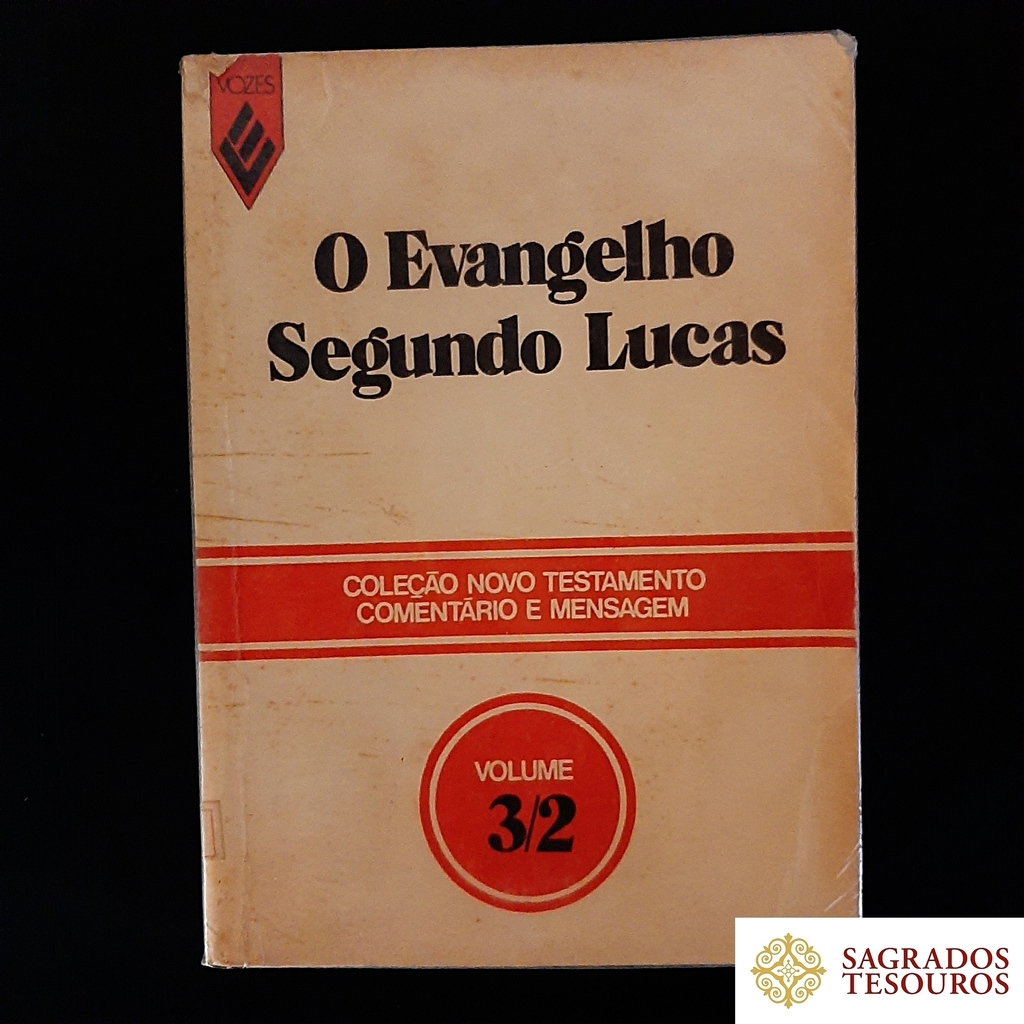 VOZES
O Evangelho
Segundo Lucas
COLEÇÃO NOVO TESTAMENTO
COMENTÁRIO E MENSAGEM
VOLUME
3/2
SAGRADOS
TESOUROS